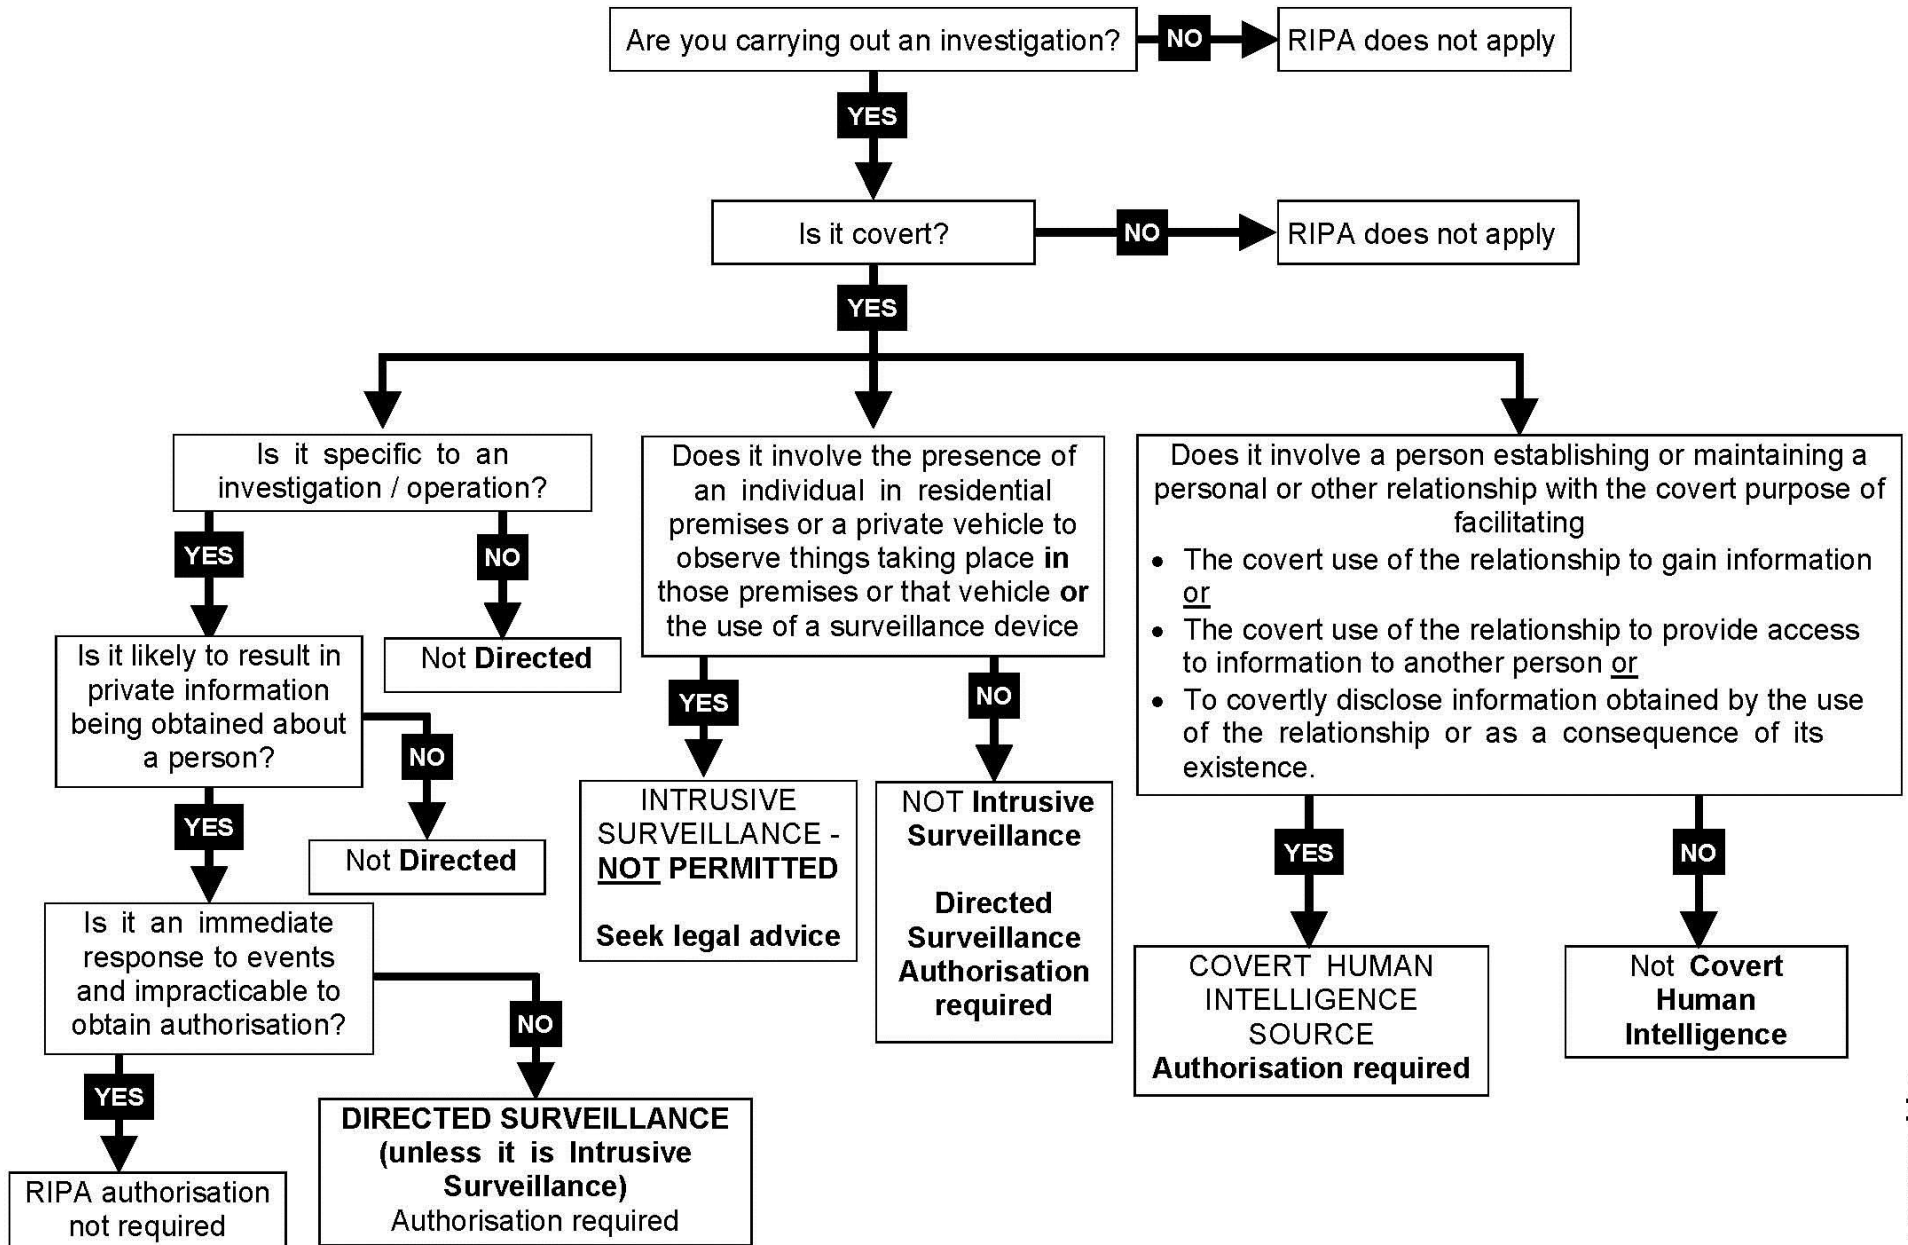 Are you carrying out an investigation?
NO
RIPA does not apply
YES
Is it covert?
NO
RIPA does not apply
YES
Is it specific to an
investigation / operation?
YES
NO
Not Directed
Is it likely to result in
private information
being obtained about
a person?
NO
Not Directed
YES
Is it an immediate
response to events
and impracticable to
obtain authorisation?
NO
YES
RIPA authorisation
not required
DIRECTED SURVEILLANCE
(unless it is Intrusive
Surveillance)
Authorisation required
Does it involve the presence of
an individual in residential
premises or a private vehicle to
observe things taking place in
those premises or that vehicle or
the use of a surveillance device
YES
NO
INTRUSIVE
SURVEILLANCE -
NOT PERMITTED
Seek legal advice
NOT Intrusive
Surveillance
Directed
Surveillance
Authorisation
required
Does it involve a person establishing or maintaining a
personal or other relationship with the covert purpose of
facilitating
• The covert use of the relationship to gain information
or
• The covert use of the relationship to provide access
to information to another person or
• To covertly disclose information obtained by the use
of the relationship or as a consequence of its
existence.
YES
NO
COVERT HUMAN
INTELLIGENCE
SOURCE
Authorisation required
Not Covert
Human
Intelligence